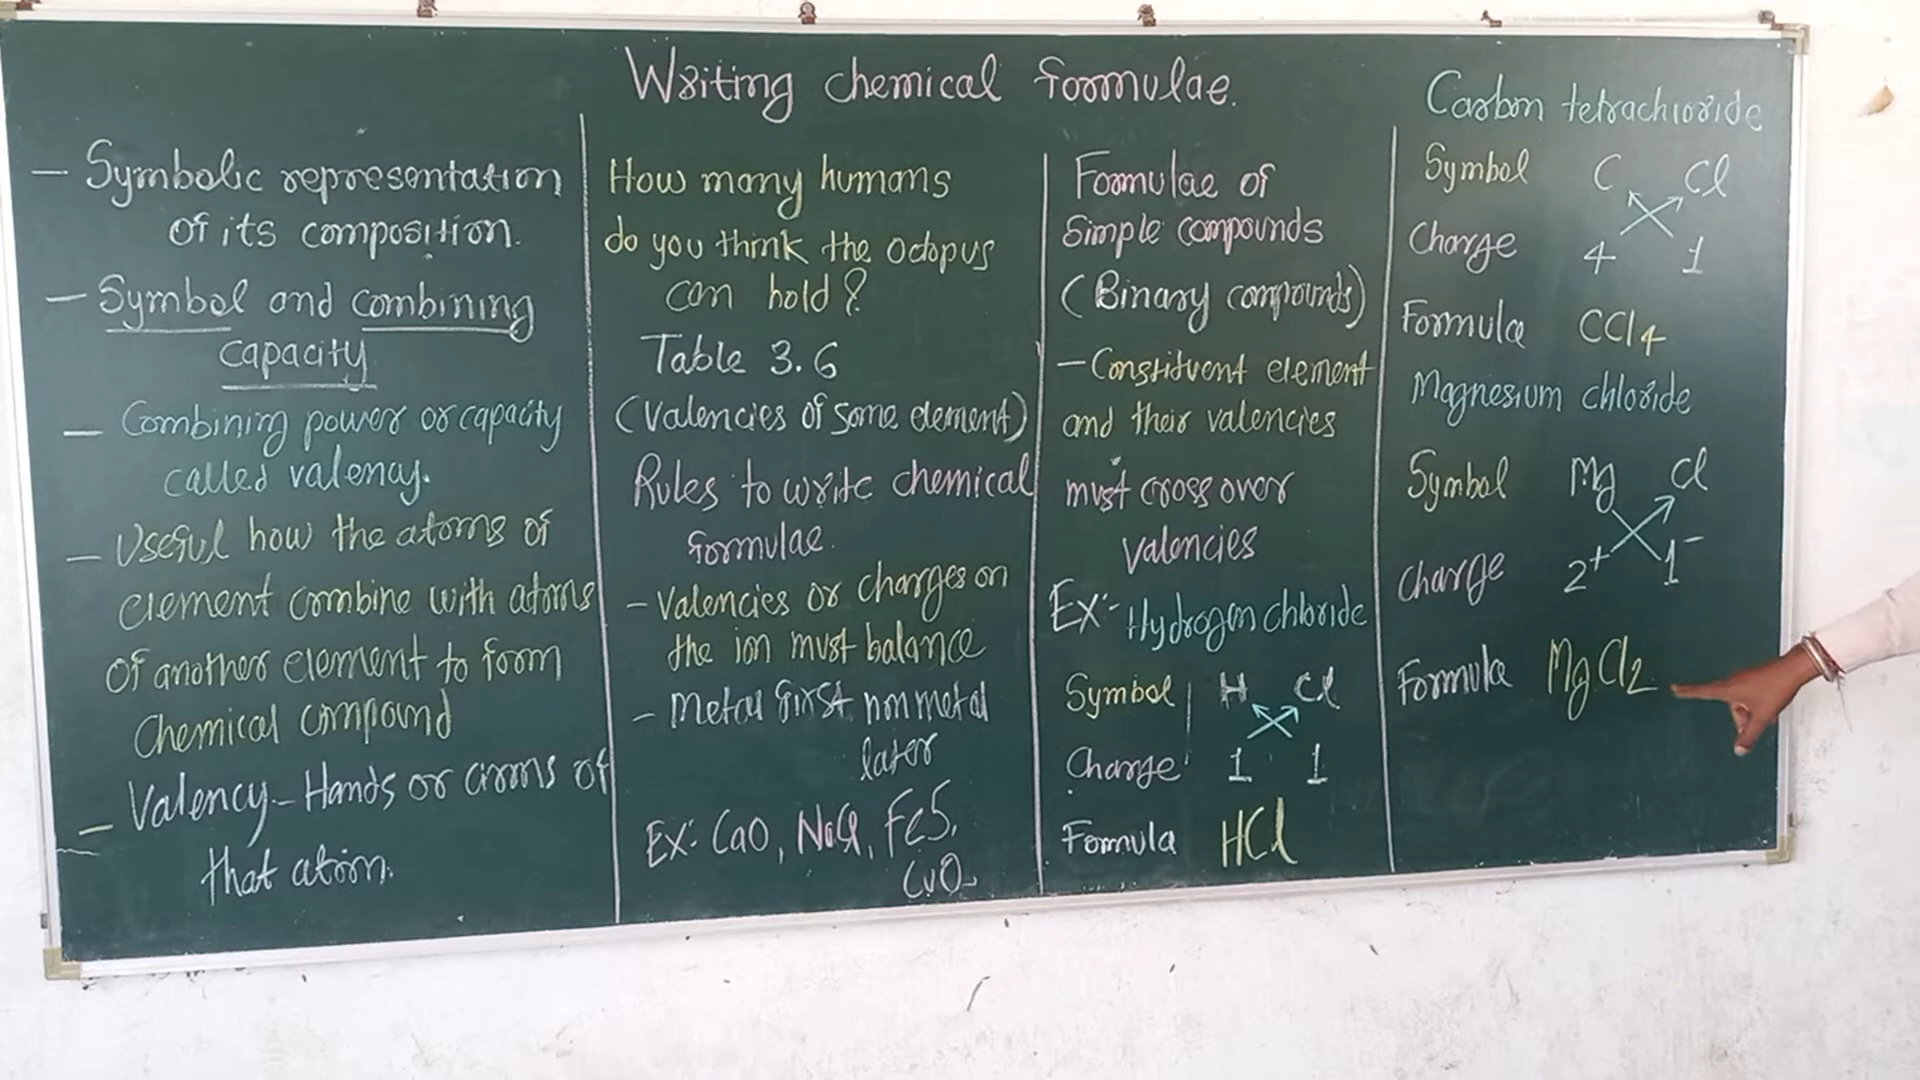 Writing chemical formulae.
- Symbolic representation
of its composition.
- Symbol and combining
capacity
- Combining power or capacity
called valency.
- Useful how the atoms of
element combine with atoms
of another element to form
Chemical compound
- Valency - Hands or arms of
that atom.
How many humans
do you think the octopus
can hold?
Table 3.6
(Valencies of some element)
Rules to write chemical
formulae.
- Valencies or charges on
the ion must balance
- Metal first nonmetal
later
Ex: CaO, NaCl, FeS,
CuO
Formulae of
Simple compounds
(Binary compounds)
- Constituent element
and their valencies
must cross over
valencies
Ex:- Hydrogen chloride
Symbol H Cl
Charge 1 1
Formula HCl
Carbon tetrachloride
Symbol C Cl
Charge 4 1
Formula CCl4
Magnesium chloride
Symbol Mg Cl
Charge 2+ 1-
Formula MgCl2